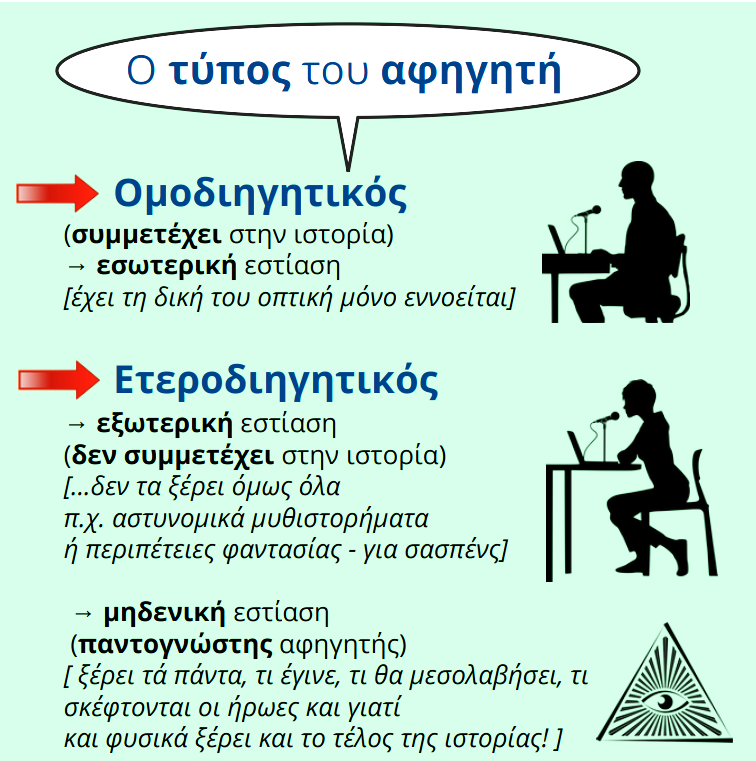 Ο τύπος του αφηγητή
Ομοδιηγητικός
(συμμετέχει στην ιστορία)
→ εσωτερική εστίαση
[έχει τη δική του οπτική μόνο εννοείται]
Ετεροδιηγητικός
→ εξωτερική εστίαση
(δεν συμμετέχει στην ιστορία)
[...δεν τα ξέρει όμως όλα
π.χ. αστυνομικά μυθιστορήματα
ή περιπέτειες φαντασίας - για σασπένς]
→ μηδενική εστίαση
(παντογνώστης αφηγητής)
[ ξέρει τά πάντα, τι έγινε, τι θα μεσολαβήσει, τι
σκέφτονται οι ήρωες και γιατί
και φυσικά ξέρει και το τέλος της ιστορίας! ]